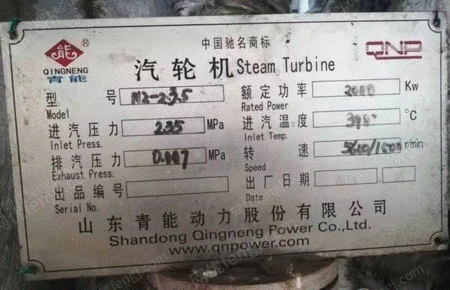 中国驰名商标
QINGNENG
青能
QNP
汽轮机 Steam Turbine
型号 N2-2.35
Model
额定功率 2000 Kw
Rated Power
进汽压力 2.35 MPa
Inlet Press.
进汽温度 390 °C
Inlet Temp.
排汽压力 0.007 MPa
Exhaust Press.
转速 5600/1500 r/min
Speed
出品编号
Serial No.
出厂日期
Date
山东青能动力股份有限公司
Shandong Qingneng Power Co.,Ltd.
www.qnpower.com